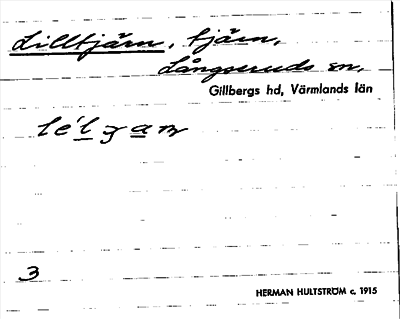 Lilltjärn, tjärn,
Långseruds sn,
Gillbergs hd, Värmlands län
3
HERMAN HULTSTRÖM c. 1915